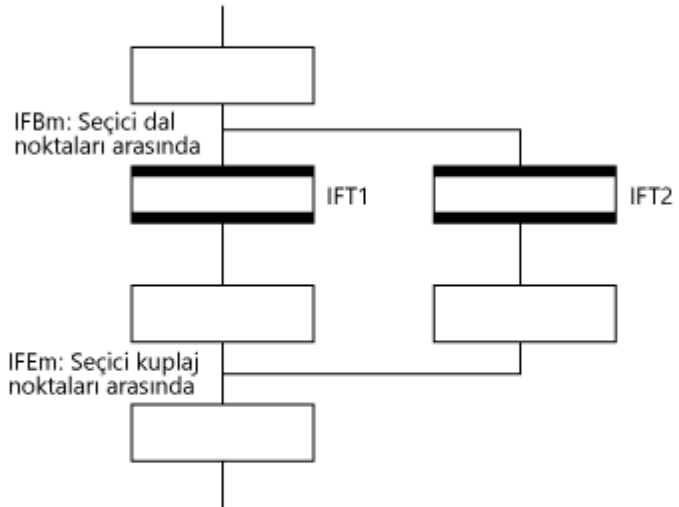 IFBm: Seçici dal
noktaları arasında
IFT1
IFT2
IFEm: Seçici kuplaj
noktaları arasında